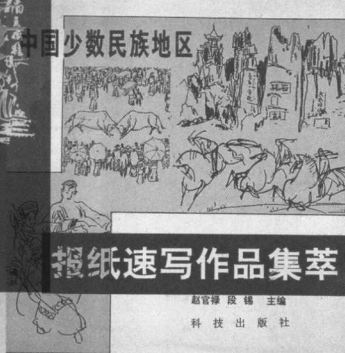 中国少数民族地区
报纸速写作品集萃
赵官禄 段锡 主编
科技出版社